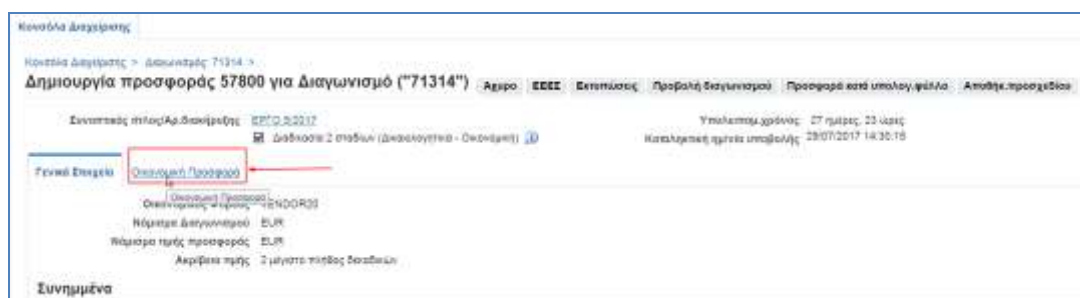 Κονσόλα Διαχείρισης
Κονσόλα Διαχείρισης > Διαγωνισμός: 71314 >
Δημιουργία προσφοράς 57800 για Διαγωνισμό ("71314") Άκυρο ΕΕΕΣ Εκτυπώσεις Προβολή διαγωνισμού Προσφορά κατά υπολογ.φύλλο Αποθήκ.προσχεδίου
Συνοπτικός τίτλος/Αρ.διακήρυξης ΕΡΓΟ 5/2017 Υπολειπομ.χρόνος 27 ημέρες, 23 ώρες
Διαδικασία 2 σταδίων (Δικαιολογητικά - Οικονομική) Καταληκτική ημ/νία υποβολής 28/07/2017 14:30:15
Γενικά Στοιχεία Οικονομική Προσφορά
Οικονομική Προσφορά
Οικονομικός Φορέας VENDOR20
Νόμισμα Διαγωνισμού EUR
Νόμισμα τιμής προσφοράς EUR
Ακρίβεια τιμής 2 μέγιστο πλήθος δεκαδικών
Συνημμένα